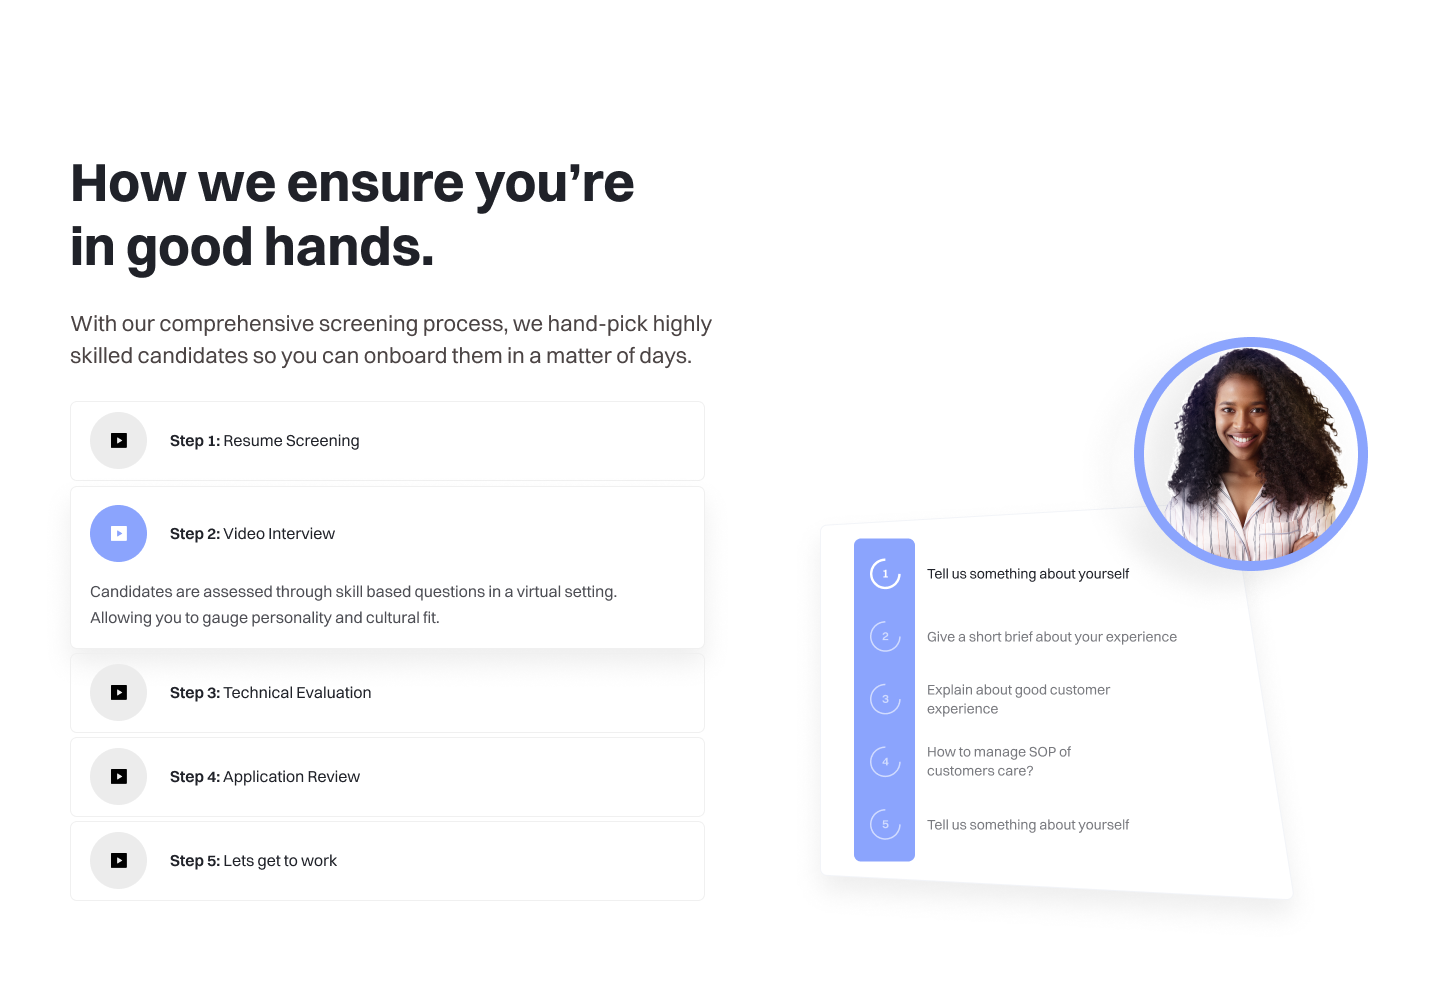 How we ensure you’re
in good hands.
With our comprehensive screening process, we hand-pick highly
skilled candidates so you can onboard them in a matter of days.
Step 1: Resume Screening
Step 2: Video Interview
Candidates are assessed through skill based questions in a virtual setting.
Allowing you to gauge personality and cultural fit.
Step 3: Technical Evaluation
Step 4: Application Review
Step 5: Lets get to work
1 Tell us something about yourself
2 Give a short brief about your experience
3 Explain about good customer
experience
4 How to manage SOP of
customers care?
5 Tell us something about yourself